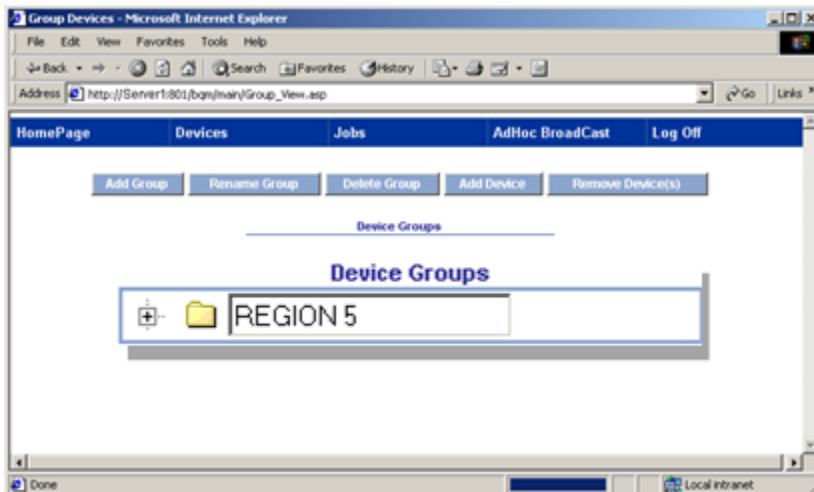 Group Devices - Microsoft Internet Explorer
File Edit View Favorites Tools Help
Back Search Favorites History
Address http://Server1:801/bqm/main/Group_View.asp Go Links »
HomePage Devices Jobs AdHoc BroadCast Log Off
Add Group Rename Group Delete Group Add Device Remove Device(s)
Device Groups
Device Groups
REGION 5
Done Local intranet